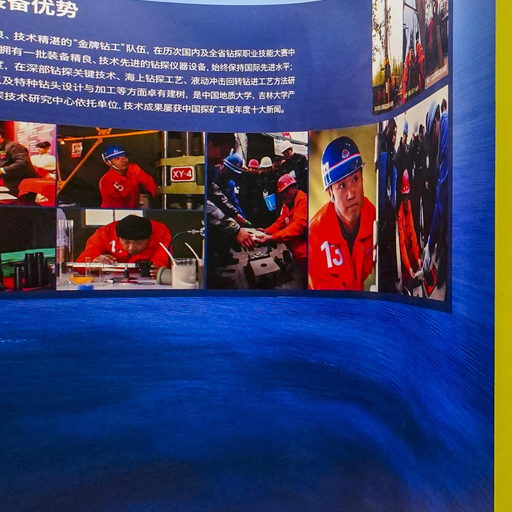 备优势
良、技术精湛的“金牌钻工”队伍，在历次国内及全省钻探职业技能大赛中
拥有一批装备精良、技术先进的钻探仪器设备，始终保持国际先进水平；
度，在深部钻探关键技术、海上钻探工艺、液动冲击回转钻进工艺方法研
以及特种钻头设计与加工等方面卓有建树，是中国地质大学、吉林大学产
探技术研究中心依托单位，技术成果屡获中国探矿工程年度十大新闻。
5
XY-4
13